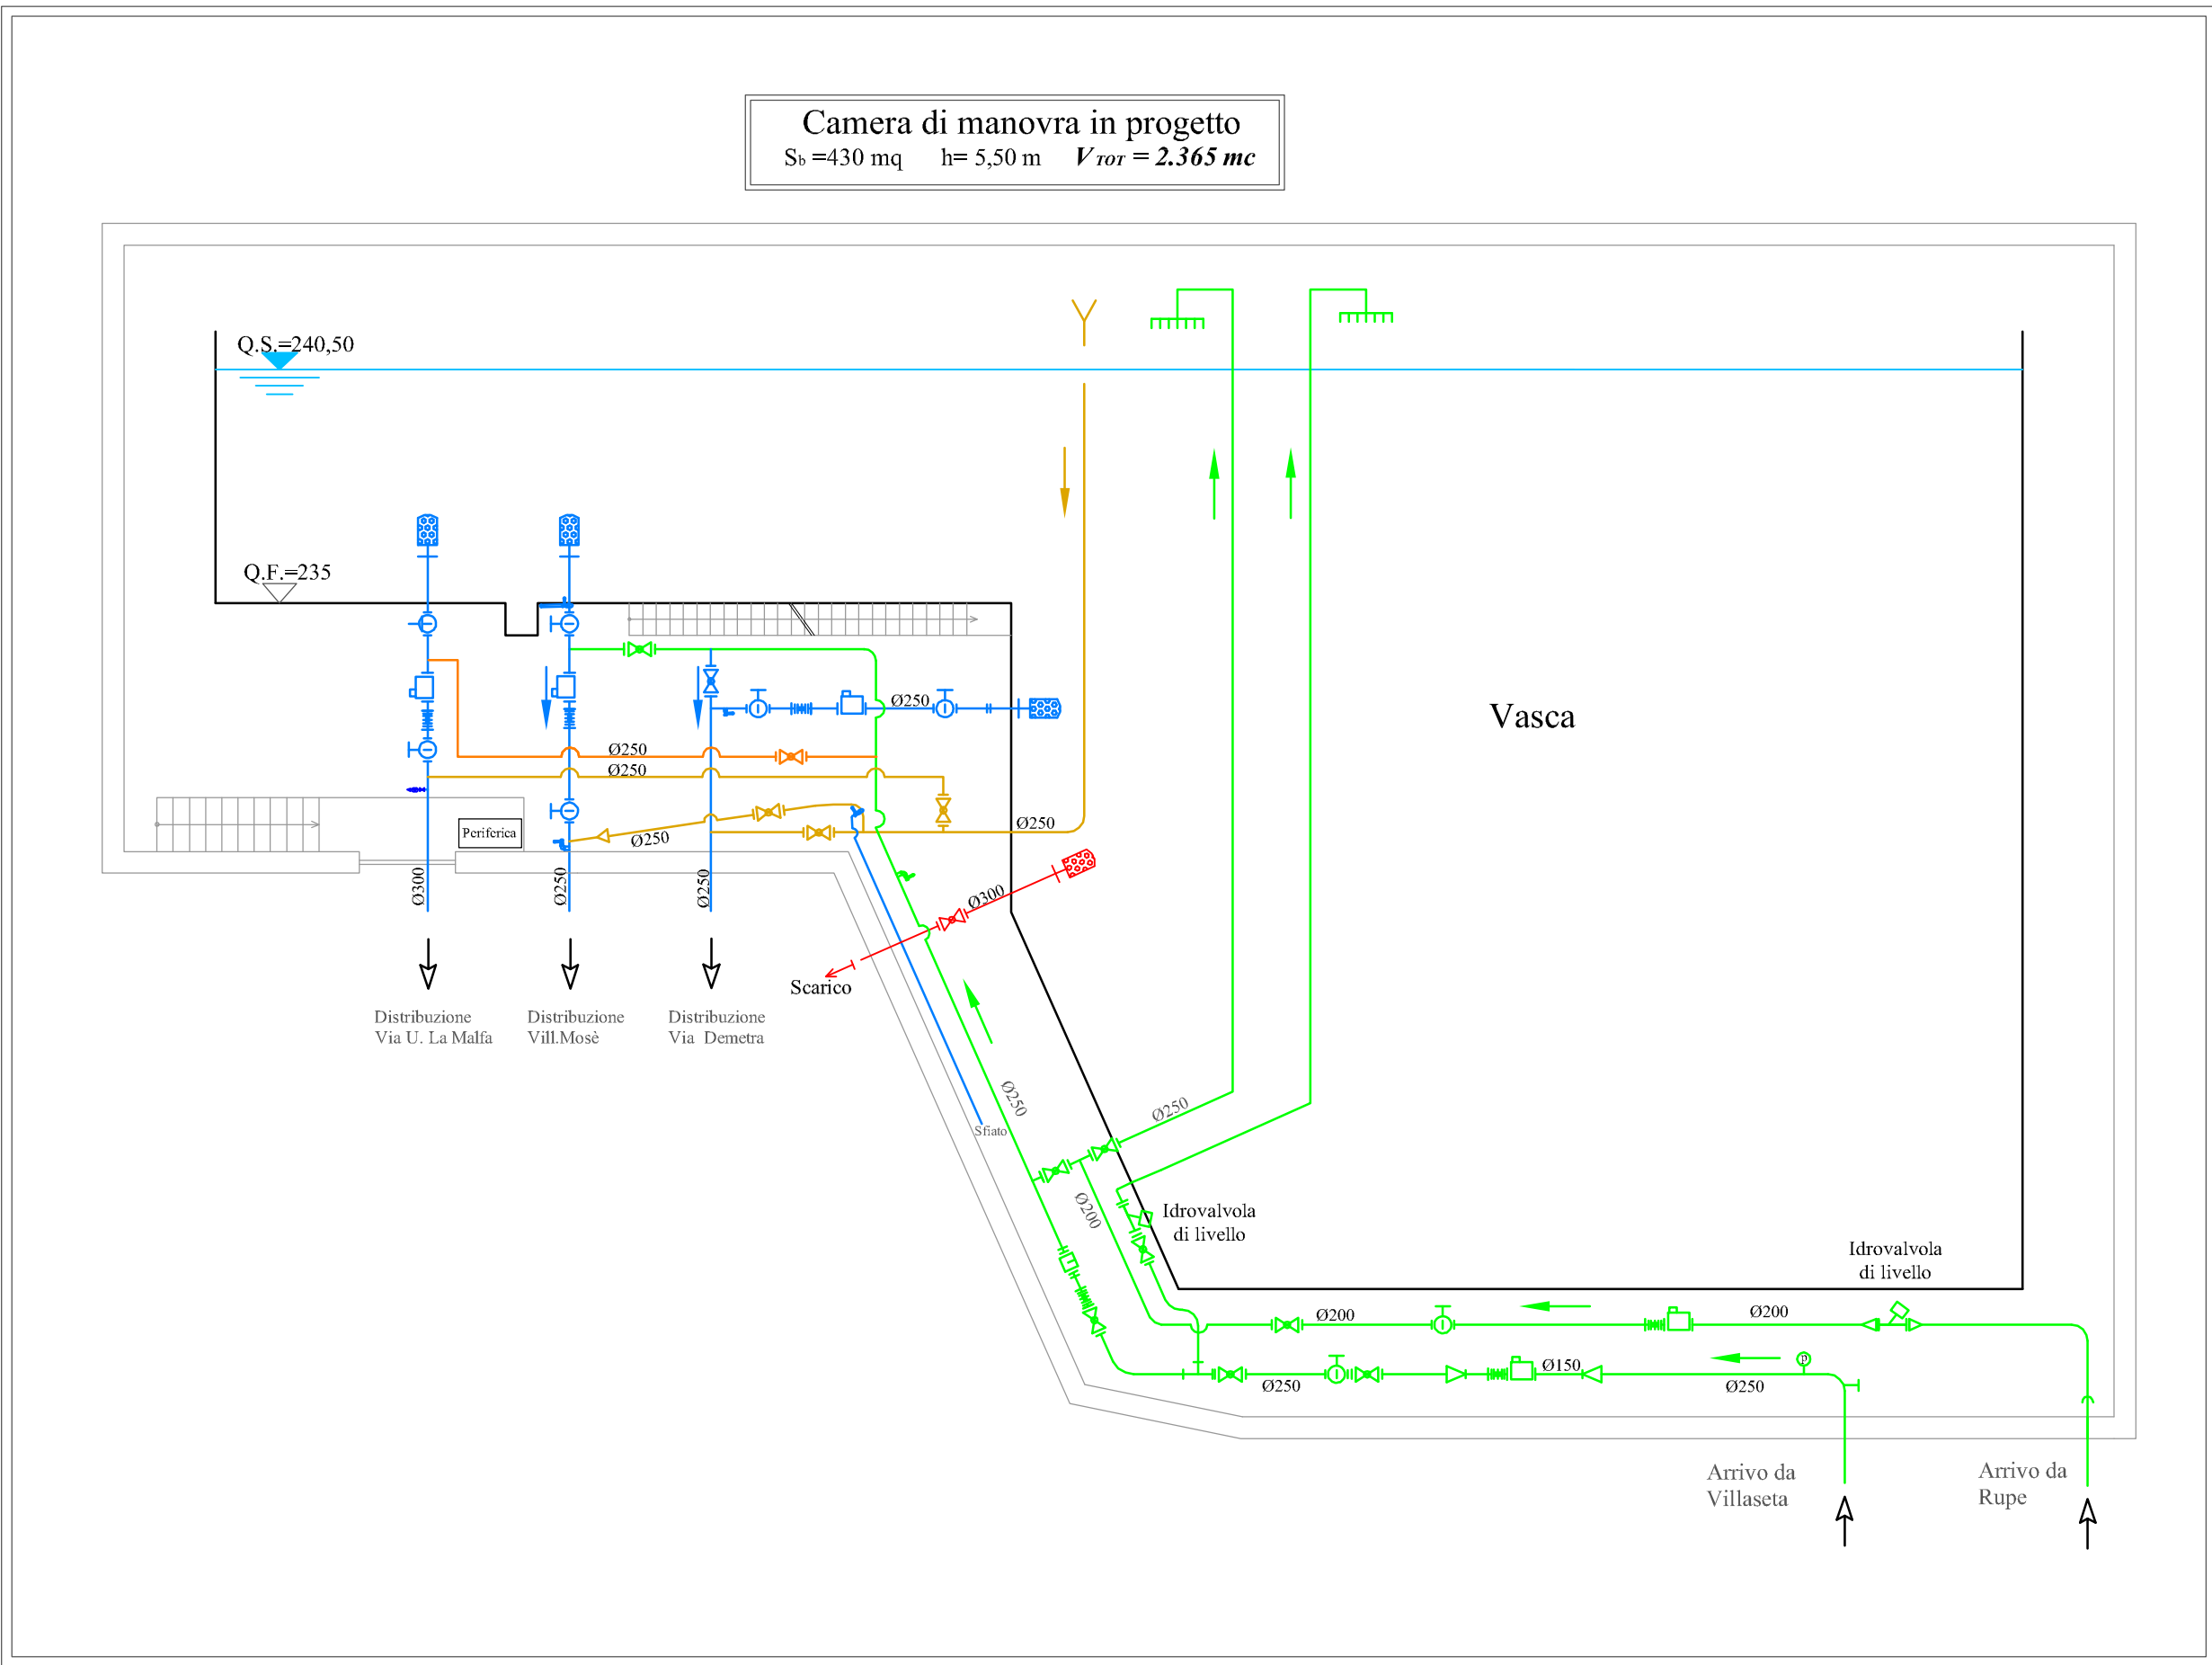 Camera di manovra in progetto
Sb =430 mq h= 5,50 m VTOT = 2.365 mc
Q.S.=240,50
Q.F.=235
Vasca
Ø250
Ø250
Ø250
Ø250
Ø250
Periferica
Ø300
Ø250
Ø250
Ø300
Scarico
Distribuzione
Via U. La Malfa
Distribuzione
Vill.Mosè
Distribuzione
Via Demetra
Ø250
Sfiato
Ø250
Ø200
Idrovalvola
di livello
Idrovalvola
di livello
Ø200
Ø200
Ø150
P
Ø250
Ø250
Arrivo da
Villaseta
Arrivo da
Rupe